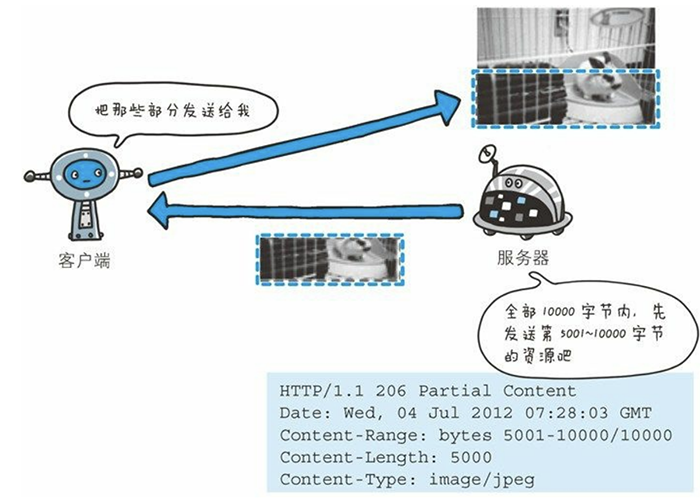 把那些部分发送给我
客户端
服务器
全部 10000 字节内，先
发送第 5001~10000 字节
的资源吧
HTTP/1.1 206 Partial Content
Date: Wed, 04 Jul 2012 07:28:03 GMT
Content-Range: bytes 5001-10000/10000
Content-Length: 5000
Content-Type: image/jpeg